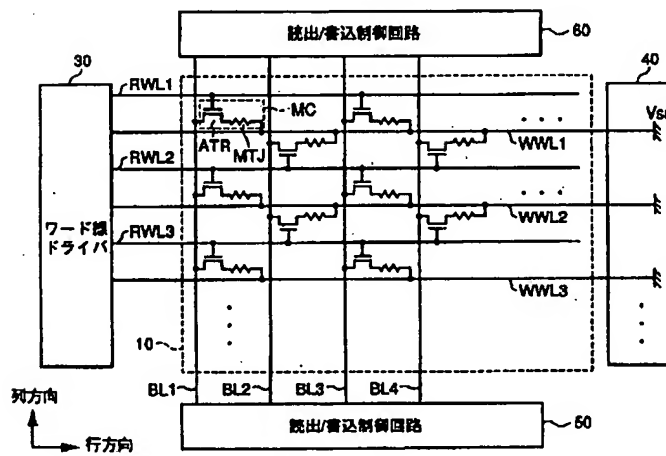 読出/書込制御回路
60
30
40
RWL1
MC
Vss
ATR
MTJ
WWL1
RWL2
WWL2
ワード線
ドライバ
RWL3
WWL3
10
BL1
BL2
BL3
BL4
列方向
行方向
読出/書込制御回路
50